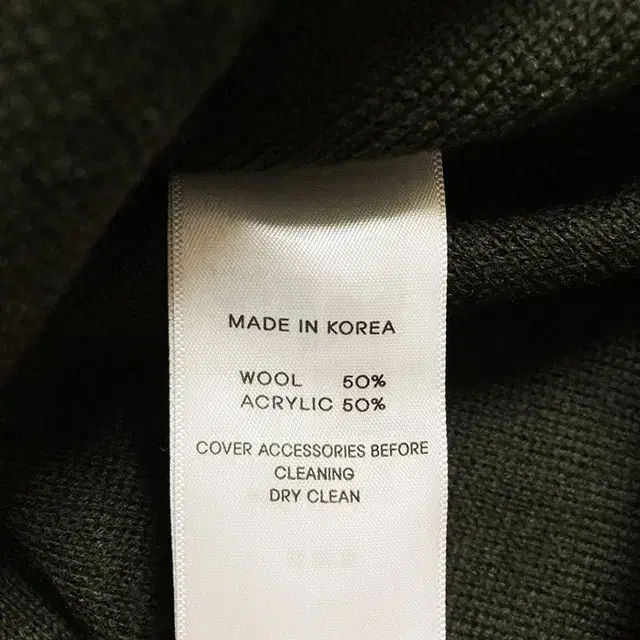 MADE IN KOREA
WOOL 50%
ACRYLIC 50%
COVER ACCESSORIES BEFORE
CLEANING
DRY CLEAN